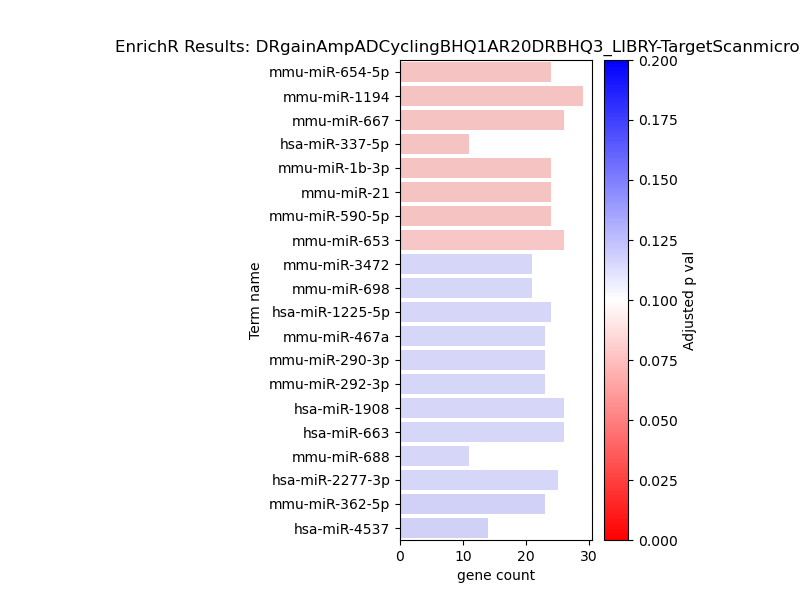 EnrichR Results: DRgainAmpADCyclingBHQ1AR20DRBHQ3_LIBRY-TargetScanmicro
mmu-miR-654-5p
mmu-miR-1194
mmu-miR-667
hsa-miR-337-5p
mmu-miR-1b-3p
mmu-miR-21
mmu-miR-590-5p
mmu-miR-653
mmu-miR-3472
mmu-miR-698
hsa-miR-1225-5p
mmu-miR-467a
mmu-miR-290-3p
mmu-miR-292-3p
hsa-miR-1908
hsa-miR-663
mmu-miR-688
hsa-miR-2277-3p
mmu-miR-362-5p
hsa-miR-4537
Term name
0 10 20 30
gene count
0.200
0.175
0.150
0.125
0.100
0.075
0.050
0.025
0.000
Adjusted p val